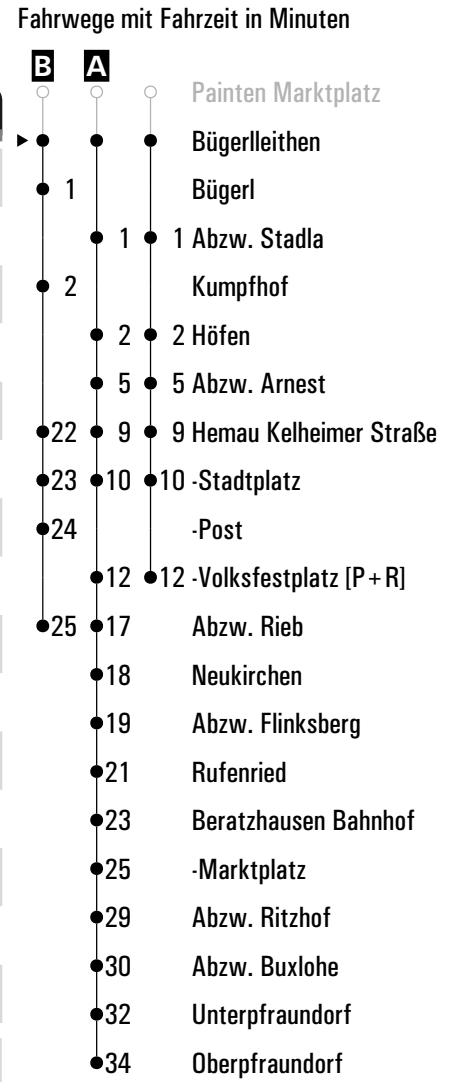 Fahrwege mit Fahrzeit in Minuten
B A
Painten Marktplatz
Bügerlleithen
1 Bügerl
1 1 Abzw. Stadla
2 Kumpfhof
2 2 Höfen
5 5 Abzw. Arnest
22 9 9 Hemau Kelheimer Straße
23 10 10 -Stadtplatz
24 -Post
12 12 -Volksfestplatz [P+R]
25 17 Abzw. Rieb
18 Neukirchen
19 Abzw. Flinksberg
21 Rufenried
23 Beratzhausen Bahnhof
25 -Marktplatz
29 Abzw. Ritzhof
30 Abzw. Buxlohe
32 Unterpfraundorf
34 Oberpfraundorf